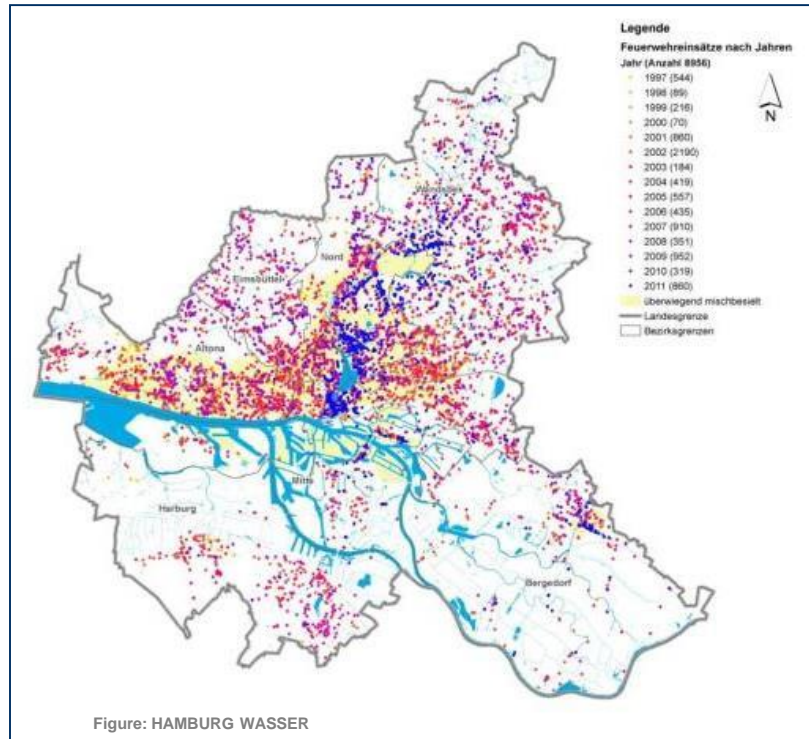 Legende
Feuerwehreinsätze nach Jahren
Jahr (Anzahl 8956)
1997 (544)
1998 (89)
1999 (216)
2000 (70)
2001 (860)
2002 (2190)
2003 (184)
2004 (419)
2005 (557)
2006 (435)
2007 (910)
2008 (351)
2009 (952)
2010 (319)
2011 (860)
überwiegend mischbesielt
Landesgrenze
Bezirksgrenzen
N
Wandsbek
Nord
Eimsbüttel
Altona
Mitte
Harburg
Bergedorf
Figure: HAMBURG WASSER